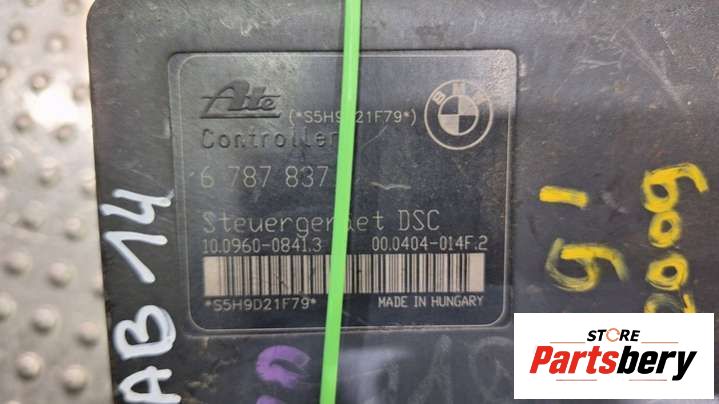 Ate
(*S5H9D21F79*)
BMW
Controller
6 787 837
Steuergeraet DSC
10.0960-0841.3 00.0404-014F.2
*S5H9D21F79*
MADE IN HUNGARY
AB 14
2009
STORE
Partsbery